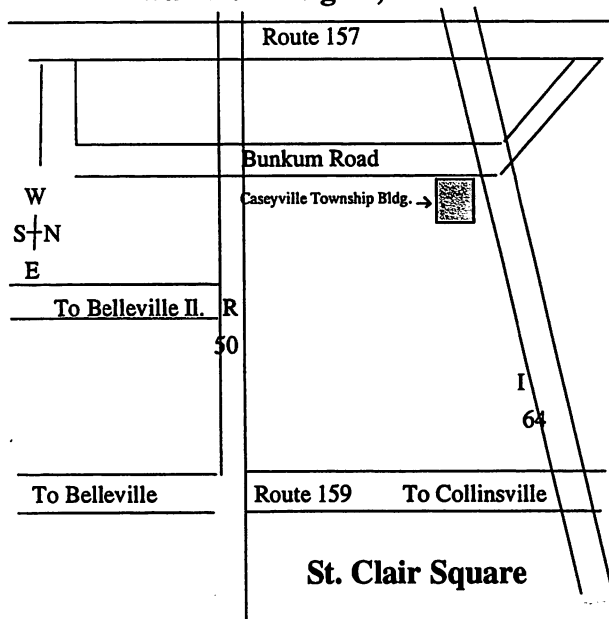 Route 157
Bunkum Road
Caseyville Township Bldg.
W
S N
E
To Belleville Il. R
50
I
64
To Belleville Route 159 To Collinsville
St. Clair Square